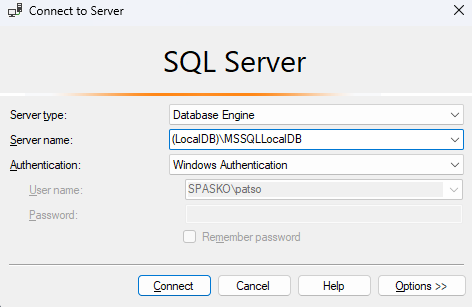 Connect to Server
SQL Server
Server type: Database Engine
Server name: (LocalDB)\MSSQLLocalDB
Authentication: Windows Authentication
User name: SPASKO\patso
Password:
Remember password
Connect Cancel Help Options >>